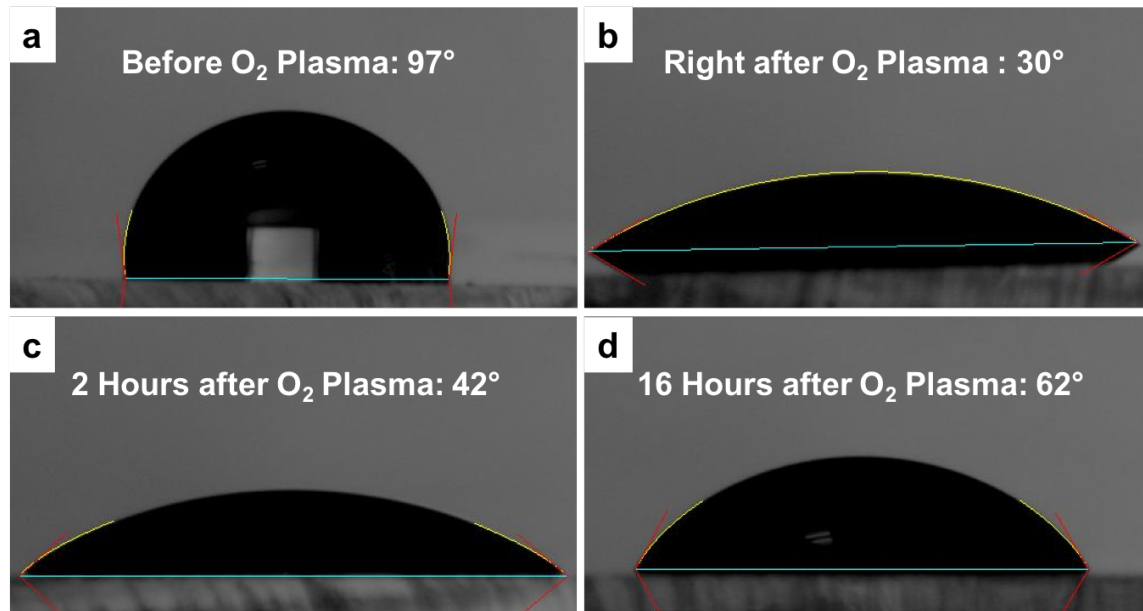 a
Before O₂ Plasma: 97°
b
Right after O₂ Plasma : 30°
c
2 Hours after O₂ Plasma: 42°
d
16 Hours after O₂ Plasma: 62°